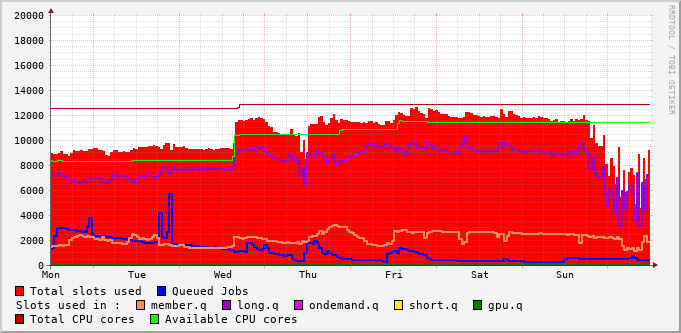 RRDTOOL / TOBI OETIKER
20000
18000
16000
14000
12000
10000
8000
6000
4000
2000
0
Mon Tue Wed Thu Fri Sat Sun
Total slots used Queued Jobs
Slots used in : member.q long.q ondemand.q short.q gpu.q
Total CPU cores Available CPU cores